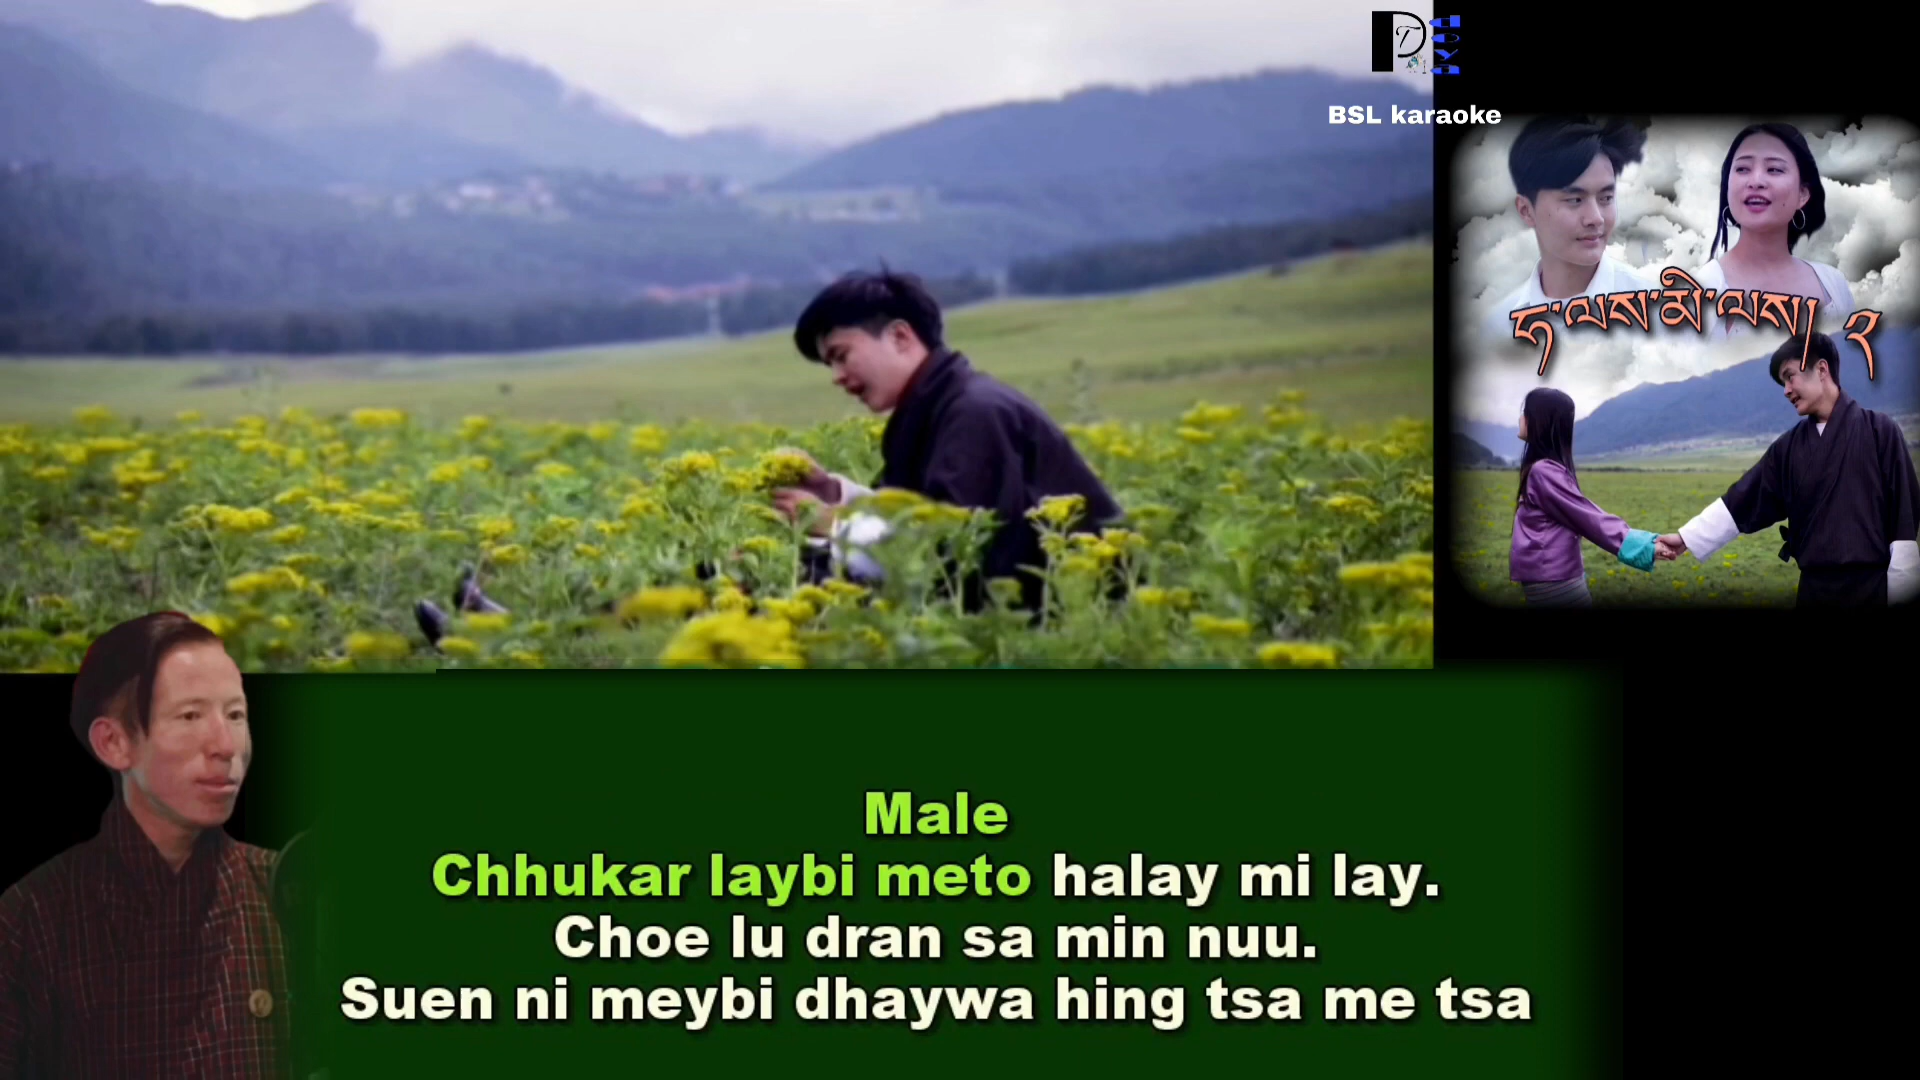 BSL karaoke
ཧ་ལས་མི་ལས། ༢
Male
Chhukar laybi meto halay mi lay.
Choe lu dran sa min nuu.
Suen ni meybi dhaywa hing tsa me tsa